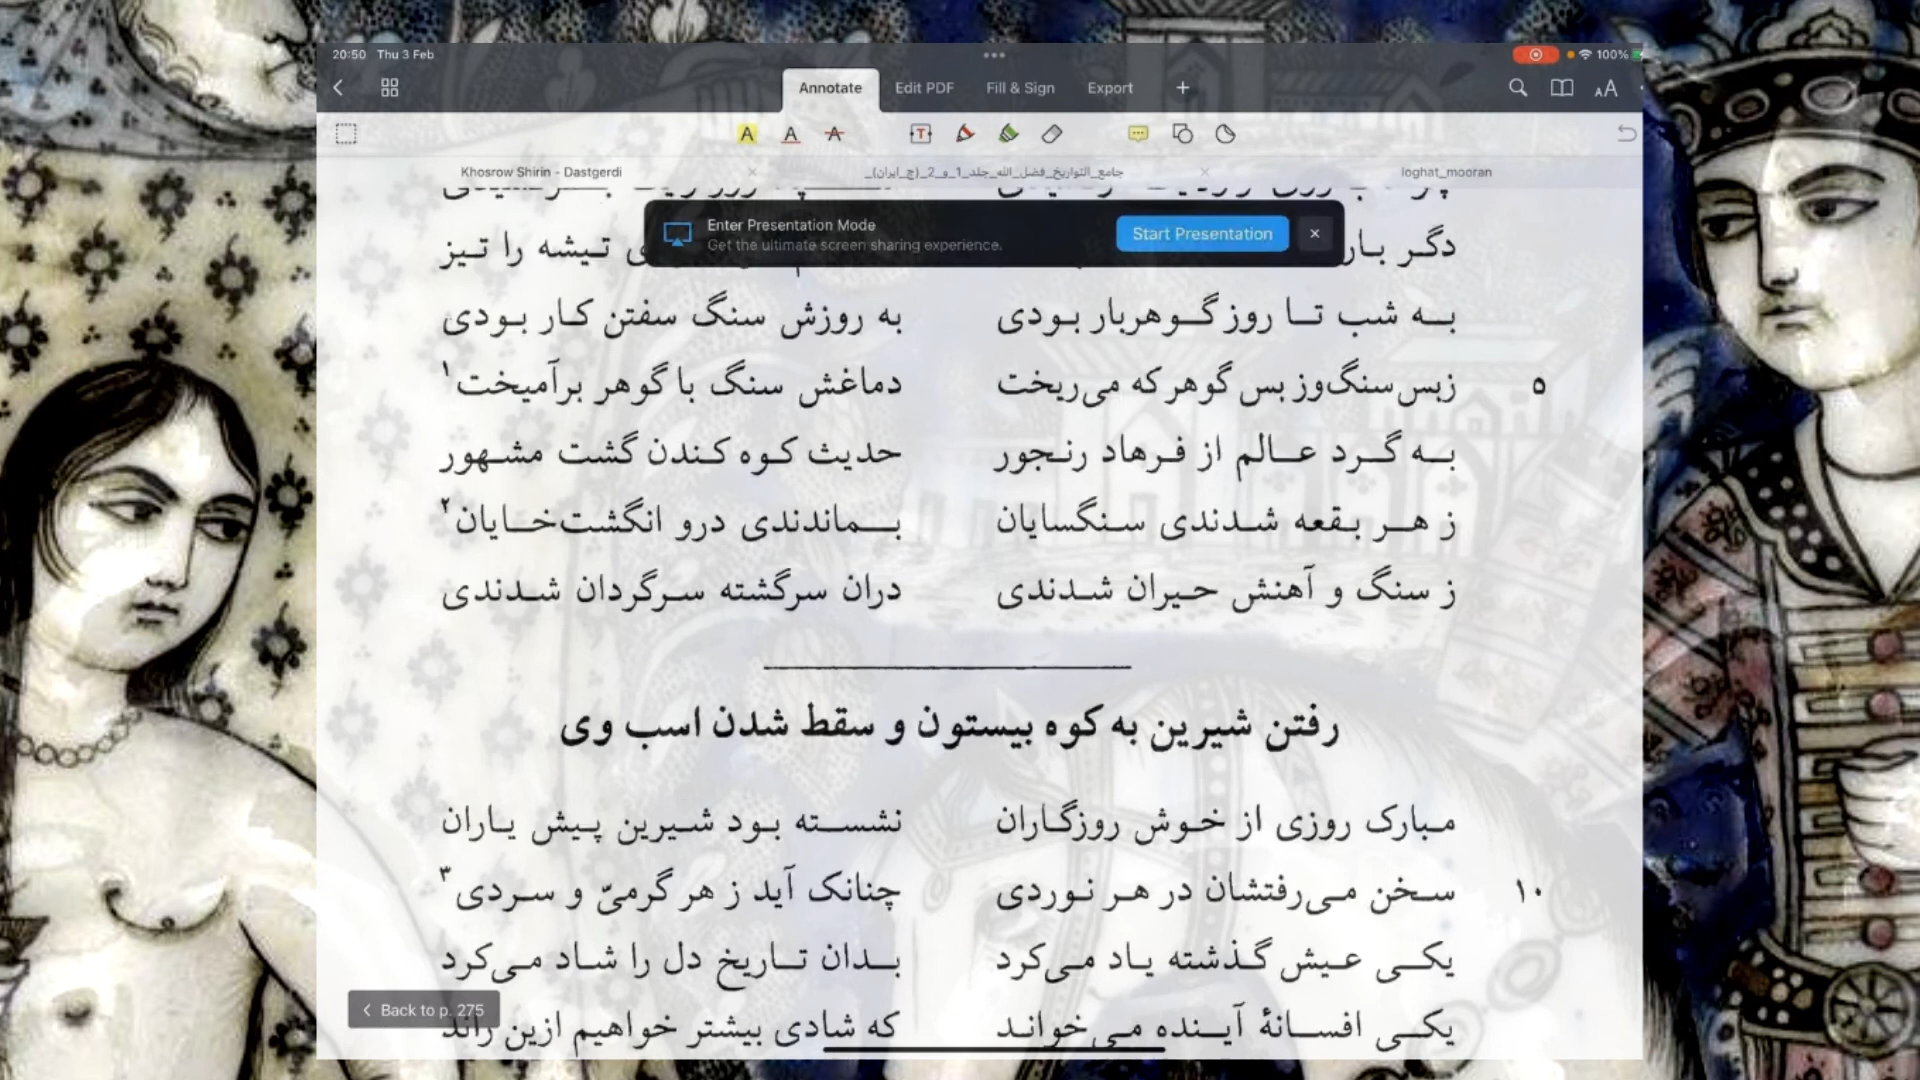 20:50 Thu 3 Feb
100%
Annotate Edit PDF Fill & Sign Export +
Khosrow Shirin - Dastgerdi
جامع_التواریخ_فضل_الله_جلد_1_و_2_(ج_ایران)_
loghat_mooran
Enter Presentation Mode
Get the ultimate screen sharing experience.
Start Presentation
دگر بار تیشه را تیز
به شب تا روز گوهربار بودی به روزش سنگ سفتن کار بودی
۵ زبس سنگ وز بس گوهر که می‌ریخت دماغش سنگ با گوهر برآمیخت۱
به گرد عالم از فرهاد رنجور حدیث کوه کندن گشت مشهور
ز هر بقعه شدندی سنگسایان بماندندی درو انگشت‌خایان۲
ز سنگ و آهنش حیران شدندی دران سرگشته سرگردان شدندی
رفتن شیرین به کوه بیستون و سقط شدن اسب وی
مبارک روزی از خوش روزگاران نشسته بود شیرین پیش یاران
۱۰ سخن می‌رفتشان در هر نوردی چنانک آید ز هر گرمیّ و سردی۳
یکی عیش گذشته یاد می‌کرد بدان تاریخ دل را شاد می‌کرد
یکی افسانهٔ آینده می‌خواند که شادی بیشتر خواهیم ازین راند
Back to p. 275